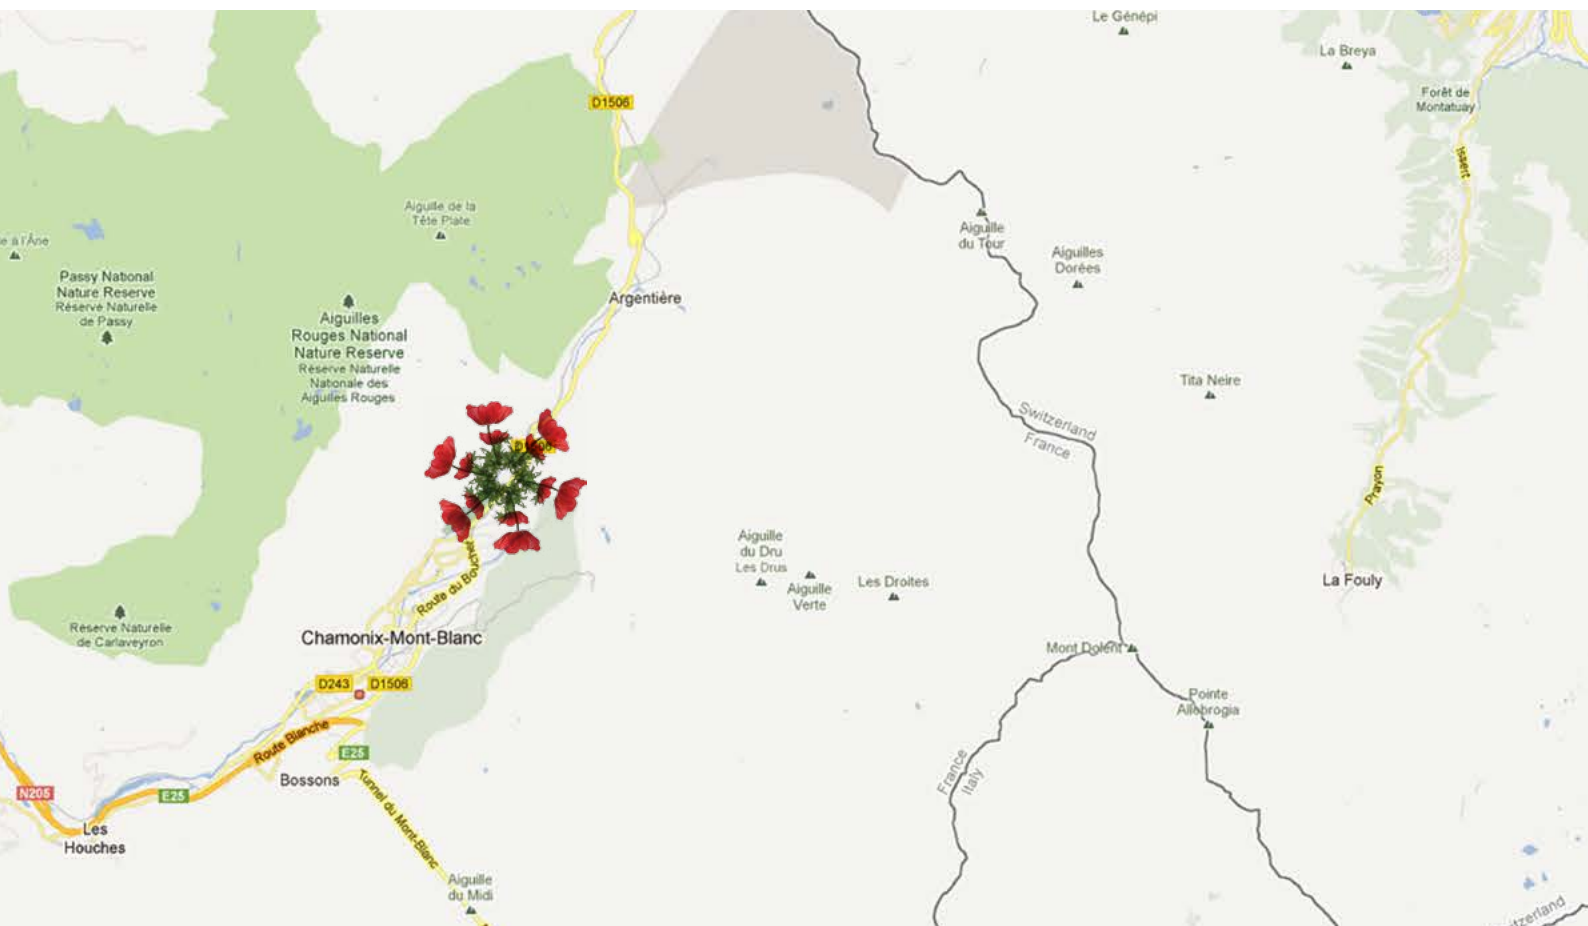 Le Génépi
La Breya
Forêt de
Montatuay
D1506
Issert
Aiguille de la
Tête Plate
Aiguille
du Tour
e à l'Âne
Aiguilles
Dorées
Passy National
Nature Reserve
Réserve Naturelle
de Passy
Argentière
Aiguilles
Rouges National
Nature Reserve
Réserve Naturelle
Nationale des
Aiguilles Rouges
Tita Neire
Switzerland
France
Prayon
Aiguille
du Dru
Les Drus
Aiguille
Verte
Les Droites
La Fouly
Route du Bouchet
Réserve Naturelle
de Carlaveyron
Chamonix-Mont-Blanc
Mont Dolent
D243
D1506
Pointe
Allobrogia
Route Blanche
E25
Bossons
France
Italy
N205
E25
Tunnel du Mont-Blanc
Les
Houches
Aiguille
du Midi